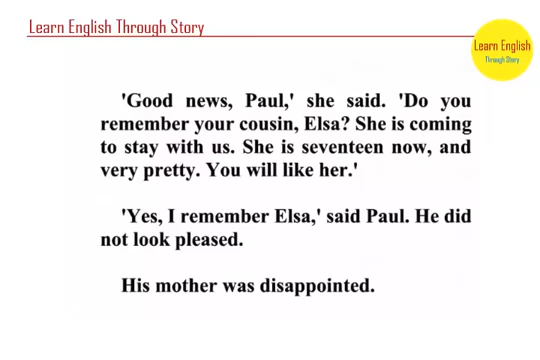 Learn English Through Story
Learn English
Through Story
'Good news, Paul,' she said. 'Do you
remember your cousin, Elsa? She is coming
to stay with us. She is seventeen now, and
very pretty. You will like her.'
'Yes, I remember Elsa,' said Paul. He did
not look pleased.
His mother was disappointed.